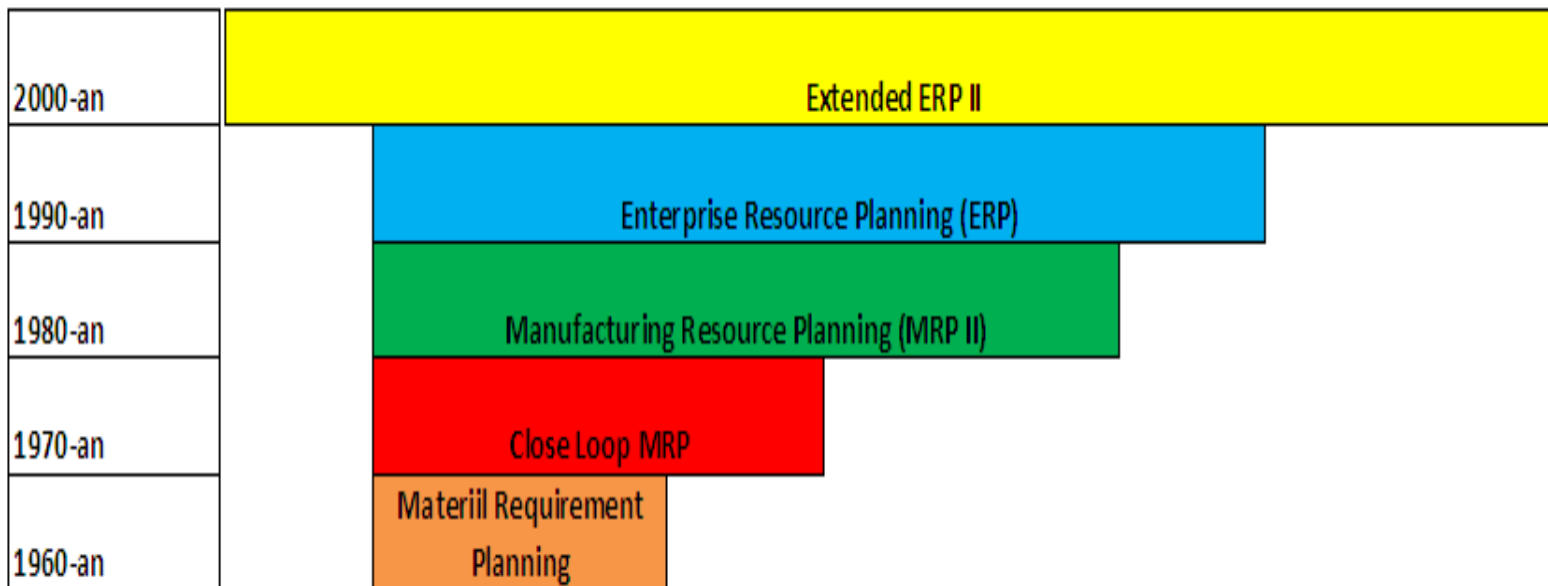 2000-an
Extended ERP II
1990-an
Enterprise Resource Planning (ERP)
1980-an
Manufacturing Resource Planning (MRP II)
1970-an
Close Loop MRP
1960-an
Materiil Requirement
Planning